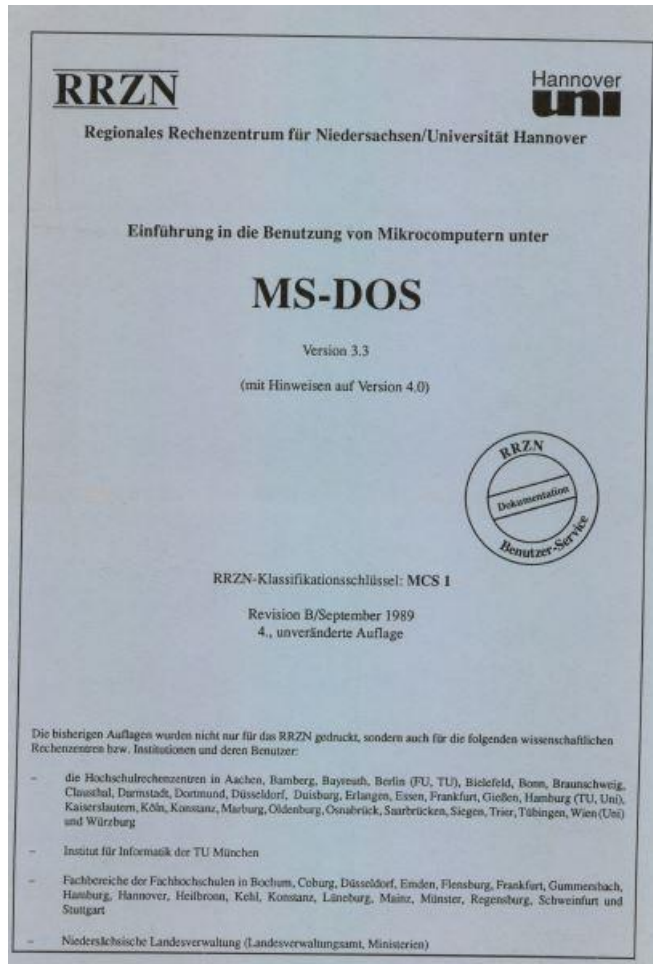 RRZN
Hannover
uni
Regionales Rechenzentrum für Niedersachsen/Universität Hannover
Einführung in die Benutzung von Mikrocomputern unter
MS-DOS
Version 3.3
(mit Hinweisen auf Version 4.0)
RRZN
Dokumentation
Benutzer-Service
RRZN-Klassifikationsschlüssel: MCS 1
Revision B/September 1989
4., unveränderte Auflage
Die bisherigen Auflagen wurden nicht nur für das RRZN gedruckt, sondern auch für die folgenden wissenschaftlichen
Rechenzentren bzw. Institutionen und deren Benutzer:
– die Hochschulrechenzentren in Aachen, Bamberg, Bayreuth, Berlin (FU, TU), Bielefeld, Bonn, Braunschweig,
Clausthal, Darmstadt, Dortmund, Düsseldorf, Duisburg, Erlangen, Essen, Frankfurt, Gießen, Hamburg (TU, Uni),
Kaiserslautern, Köln, Konstanz, Marburg, Oldenburg, Osnabrück, Saarbrücken, Siegen, Trier, Tübingen, Wien (Uni)
und Würzburg
– Institut für Informatik der TU München
– Fachbereiche der Fachhochschulen in Bochum, Coburg, Düsseldorf, Emden, Flensburg, Frankfurt, Gummersbach,
Hamburg, Hannover, Heilbronn, Kehl, Konstanz, Lüneburg, Mainz, Münster, Regensburg, Schweinfurt und
Stuttgart
– Niedersächsische Landesverwaltung (Landesverwaltungsamt, Ministerien)